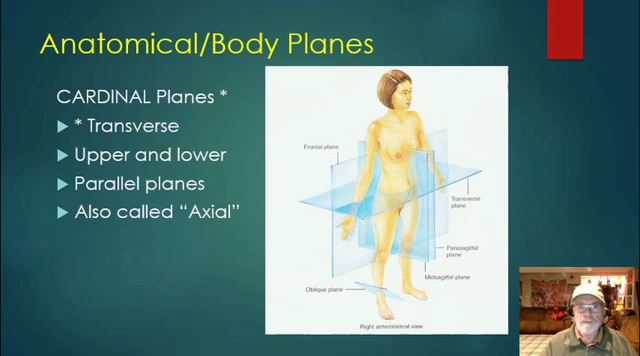 Anatomical/Body Planes
CARDINAL Planes *
* Transverse
Upper and lower
Parallel planes
Also called “Axial”
Frontal plane
Transverse
plane
Parasagittal
plane
Midsagittal plane
Oblique plane
Right anterolateral view